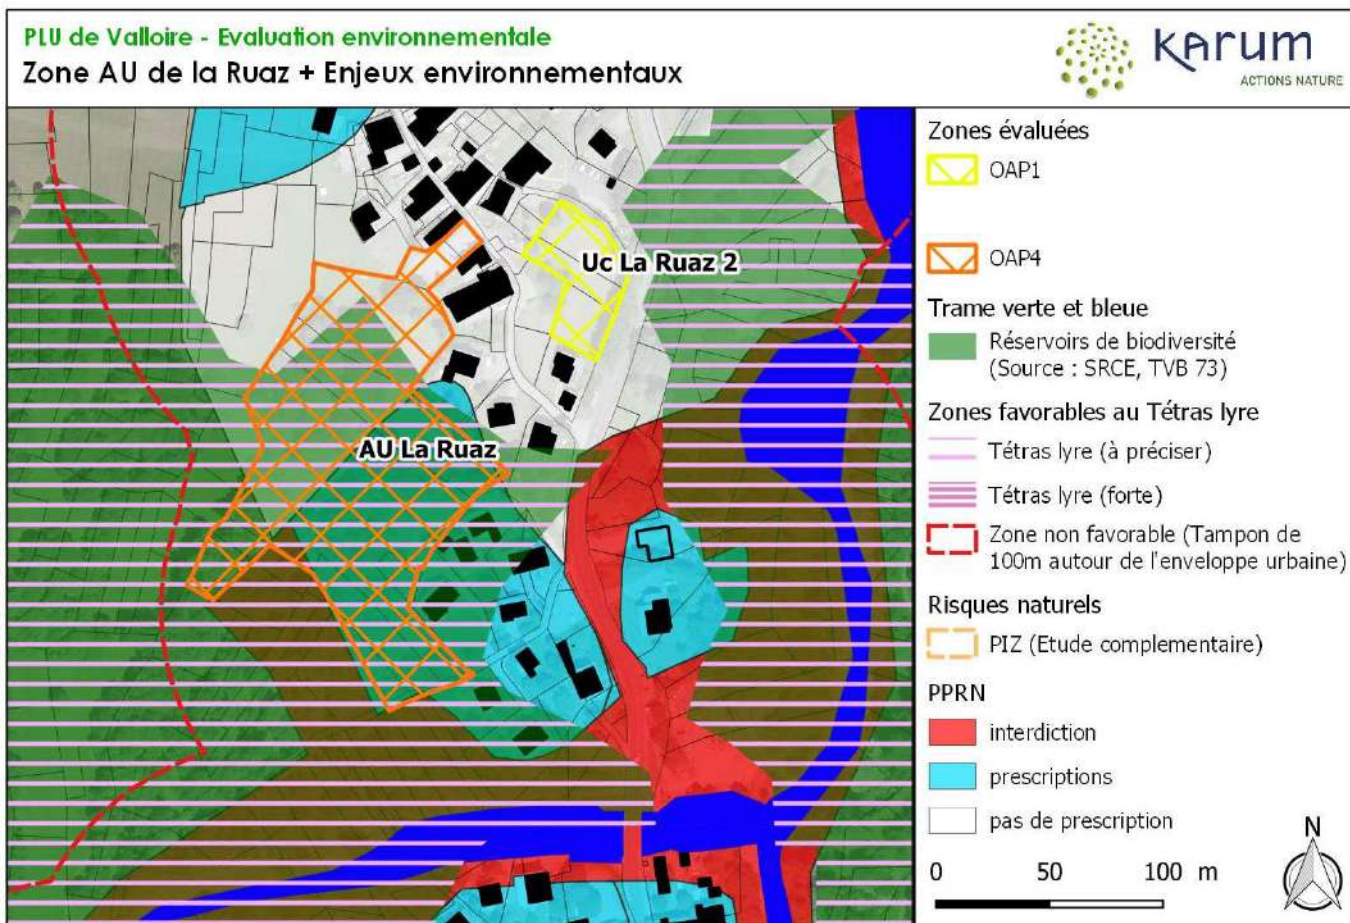 PLU de Valloire - Evaluation environnementale
Zone AU de la Ruaz + Enjeux environnementaux
Karum
ACTIONS NATURE
Uc La Ruaz 2
AU La Ruaz
Zones évaluées
OAP1
OAP4
Trame verte et bleue
Réservoirs de biodiversité
(Source : SRCE, TVB 73)
Zones favorables au Tétras lyre
Tétras lyre (à préciser)
Tétras lyre (forte)
Zone non favorable (Tampon de
100m autour de l'enveloppe urbaine)
Risques naturels
PIZ (Etude complementaire)
PPRN
interdiction
prescriptions
pas de prescription
N
0 50 100 m